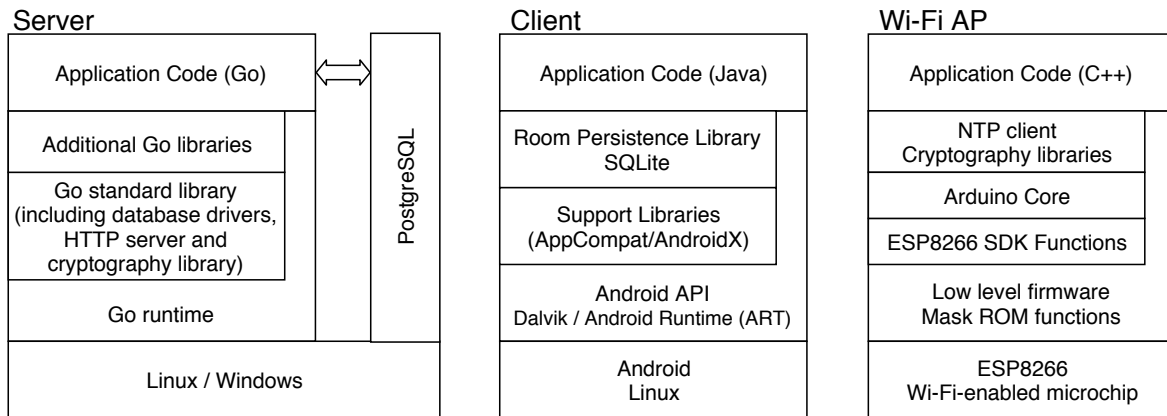 Server
Application Code (Go)
Additional Go libraries
Go standard library
(including database drivers,
HTTP server and
cryptography library)
Go runtime
PostgreSQL
Linux / Windows
Client
Application Code (Java)
Room Persistence Library
SQLite
Support Libraries
(AppCompat/AndroidX)
Android API
Dalvik / Android Runtime (ART)
Android
Linux
Wi-Fi AP
Application Code (C++)
NTP client
Cryptography libraries
Arduino Core
ESP8266 SDK Functions
Low level firmware
Mask ROM functions
ESP8266
Wi-Fi-enabled microchip